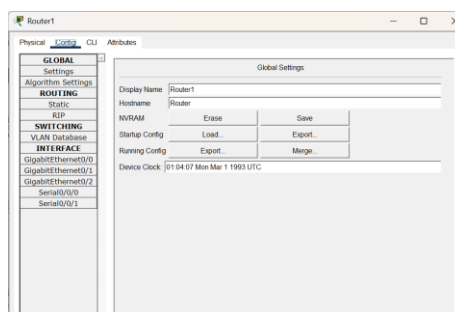 Router1
Physical Config CLI Attributes
GLOBAL
Settings
Algorithm Settings
ROUTING
Static
RIP
SWITCHING
VLAN Database
INTERFACE
GigabitEthernet0/0
GigabitEthernet0/1
GigabitEthernet0/2
Serial0/0/0
Serial0/0/1
Global Settings
Display Name Router1
Hostname Router
NVRAM Erase Save
Startup Config Load... Export...
Running Config Export... Merge...
Device Clock: 01:04:07 Mon Mar 1 1993 UTC